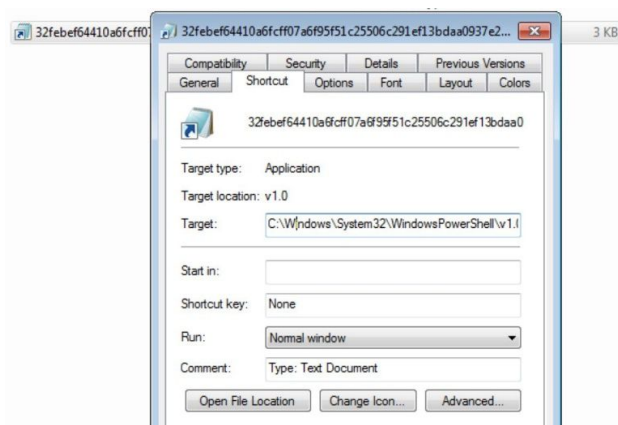 32febef64410a6fcff07
32febef64410a6fcff07a6f95f51c25506c291ef13bdaa0937e2...
3 KB
Compatibility Security Details Previous Versions
General Shortcut Options Font Layout Colors
32febef64410a6fcff07a6f95f51c25506c291ef13bdaa0
Target type: Application
Target location: v1.0
Target: C:\Windows\System32\WindowsPowerShell\v1.(
Start in:
Shortcut key: None
Run: Normal window
Comment: Type: Text Document
Open File Location Change Icon... Advanced...